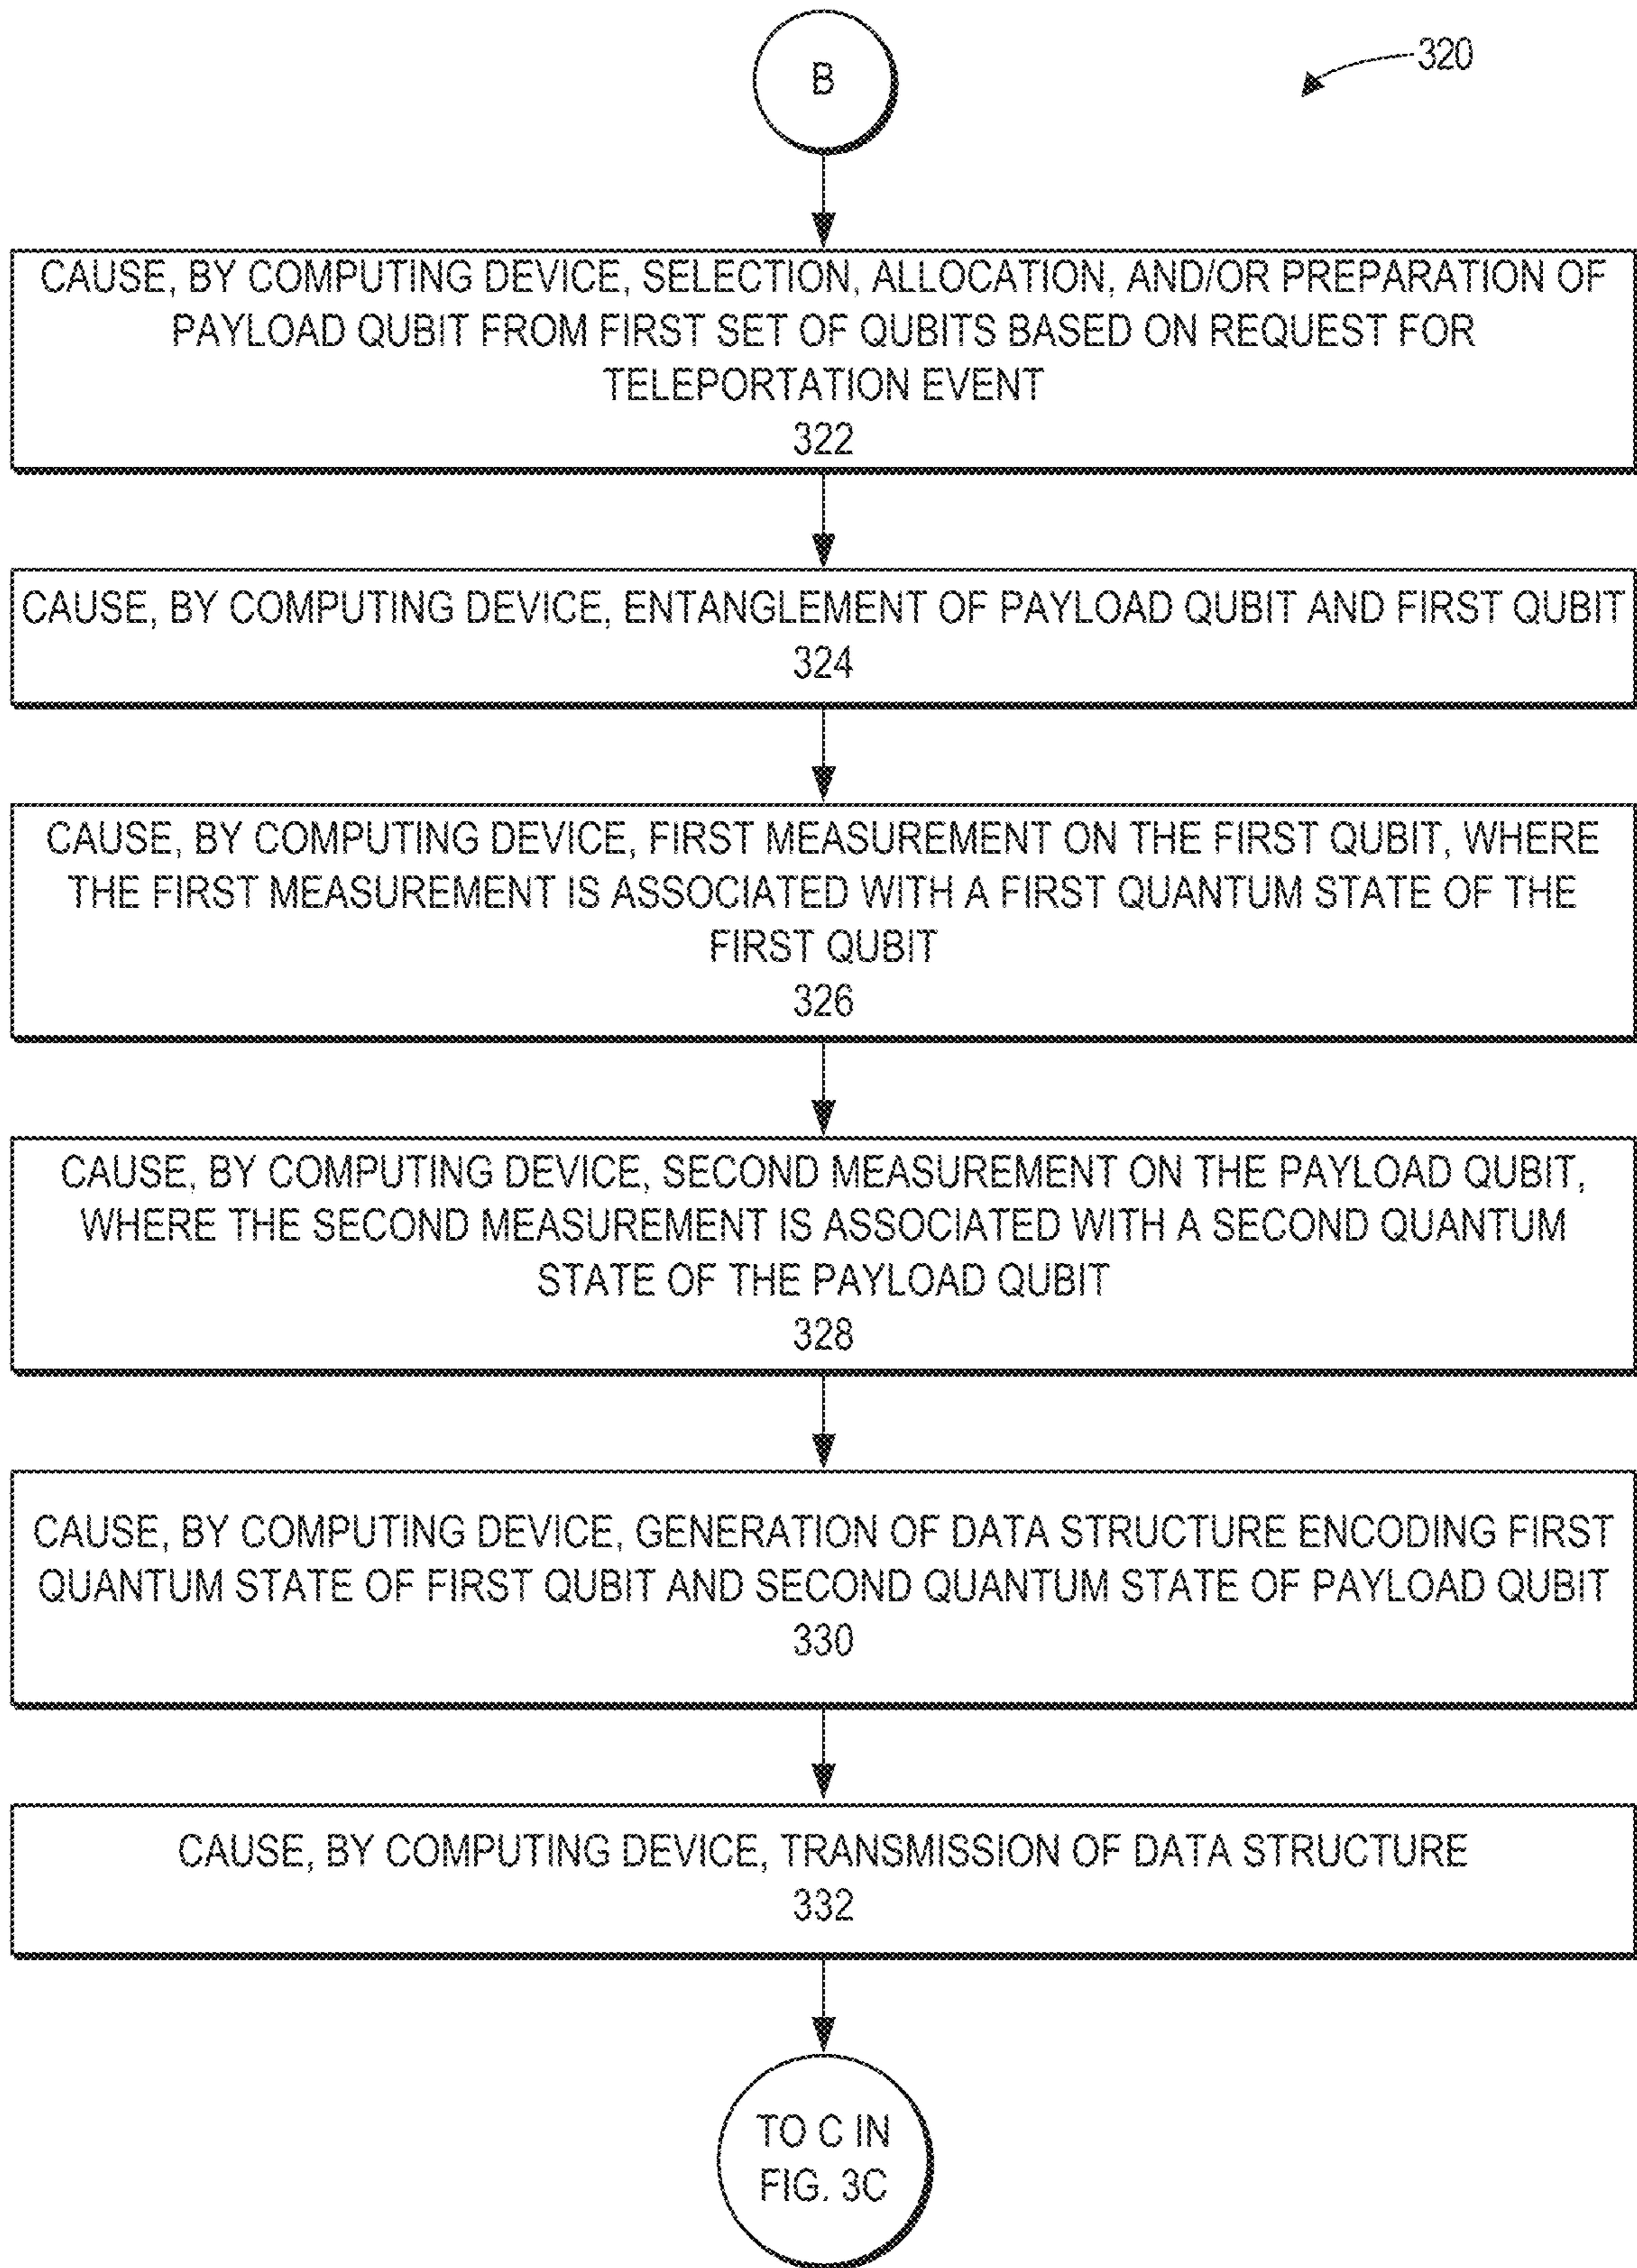 B
320
CAUSE, BY COMPUTING DEVICE, SELECTION, ALLOCATION, AND/OR PREPARATION OF
PAYLOAD QUBIT FROM FIRST SET OF QUBITS BASED ON REQUEST FOR
TELEPORTATION EVENT
322
CAUSE, BY COMPUTING DEVICE, ENTANGLEMENT OF PAYLOAD QUBIT AND FIRST QUBIT
324
CAUSE, BY COMPUTING DEVICE, FIRST MEASUREMENT ON THE FIRST QUBIT, WHERE
THE FIRST MEASUREMENT IS ASSOCIATED WITH A FIRST QUANTUM STATE OF THE
FIRST QUBIT
326
CAUSE, BY COMPUTING DEVICE, SECOND MEASUREMENT ON THE PAYLOAD QUBIT,
WHERE THE SECOND MEASUREMENT IS ASSOCIATED WITH A SECOND QUANTUM
STATE OF THE PAYLOAD QUBIT
328
CAUSE, BY COMPUTING DEVICE, GENERATION OF DATA STRUCTURE ENCODING FIRST
QUANTUM STATE OF FIRST QUBIT AND SECOND QUANTUM STATE OF PAYLOAD QUBIT
330
CAUSE, BY COMPUTING DEVICE, TRANSMISSION OF DATA STRUCTURE
332
TO C IN
FIG. 3C